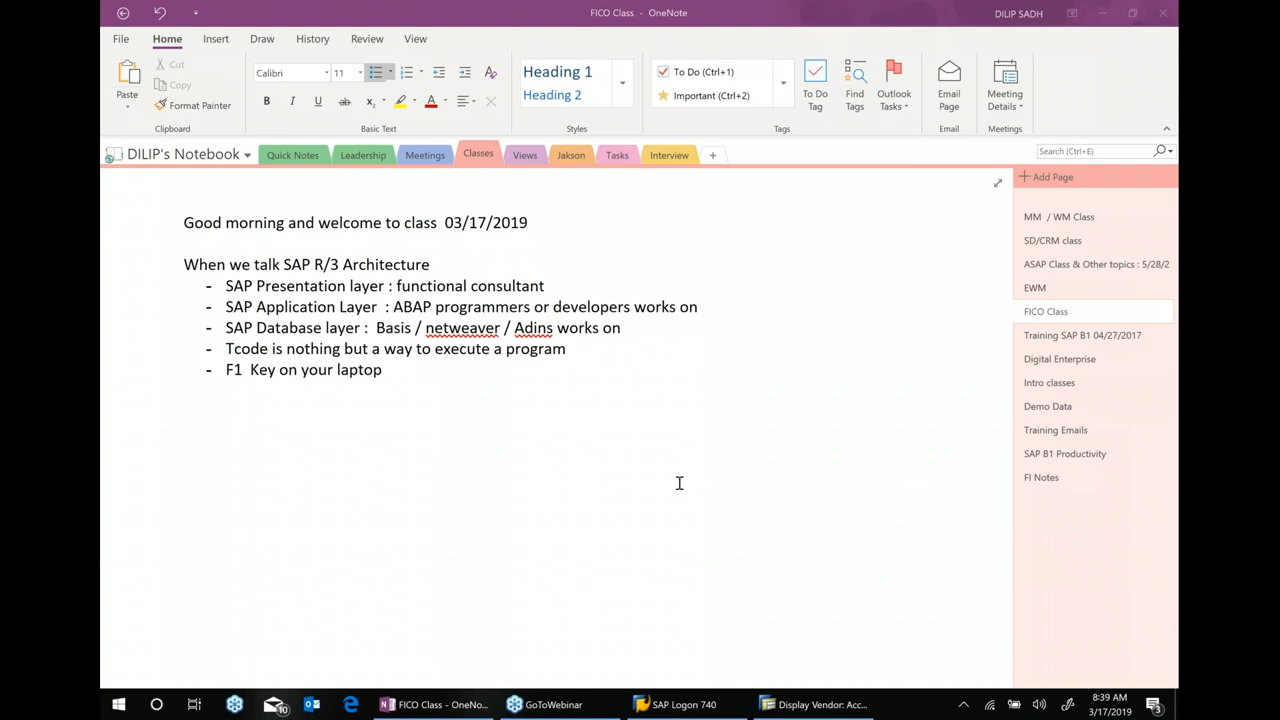 FICO Class - OneNote
DILIP SADH
File Home Insert Draw History Review View
Paste
Cut
Copy
Format Painter
Clipboard
Calibri 11
B I U ab x₂ A
Basic Text
Heading 1
Heading 2
Styles
To Do (Ctrl+1)
Important (Ctrl+2)
To Do
Tag
Find
Tags
Outlook
Tasks
Tags
Email
Page
Email
Meeting
Details
Meetings
DILIP's Notebook
Quick Notes Leadership Meetings Classes Views Jakson Tasks Interview +
Search (Ctrl+E)
Good morning and welcome to class 03/17/2019
When we talk SAP R/3 Architecture
- SAP Presentation layer : functional consultant
- SAP Application Layer : ABAP programmers or developers works on
- SAP Database layer : Basis / netweaver / Adins works on
- Tcode is nothing but a way to execute a program
- F1 Key on your laptop
Add Page
MM / WM Class
SD/CRM class
ASAP Class & Other topics : 5/28/2
EWM
FICO Class
Training SAP B1 04/27/2017
Digital Enterprise
Intro classes
Demo Data
Training Emails
SAP B1 Productivity
FI Notes
10
FICO Class - OneNo...
GoToWebinar
SAP Logon 740
Display Vendor: Acc...
8:39 AM
3/17/2019
3